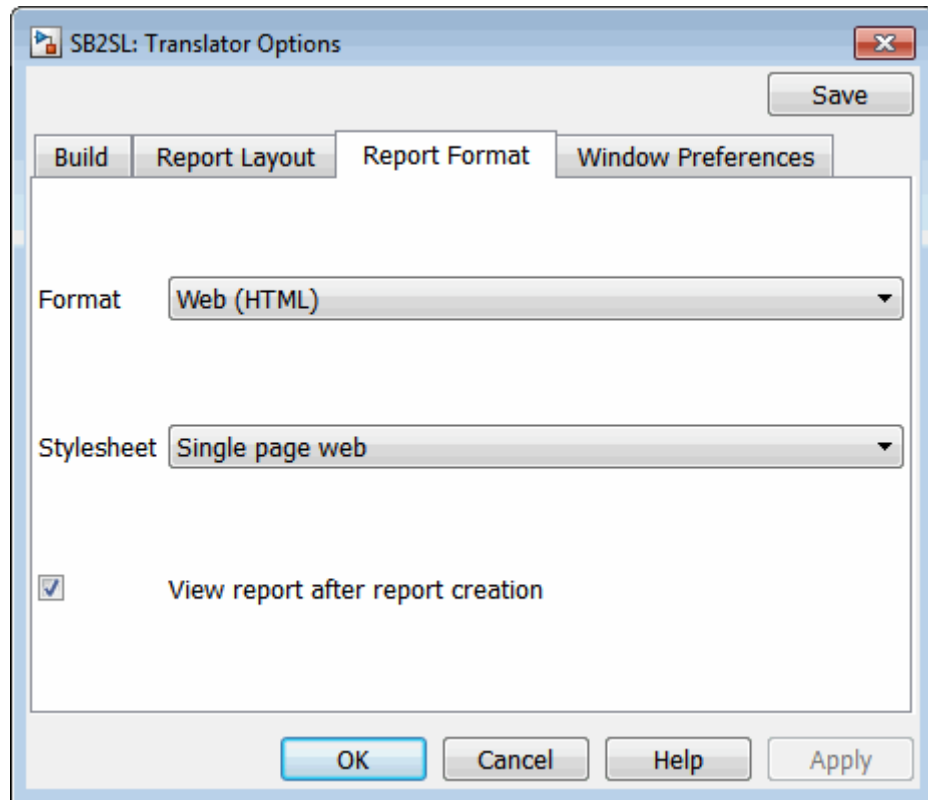 SB2SL: Translator Options
Save
Build Report Layout Report Format Window Preferences
Format Web (HTML)
Stylesheet Single page web
View report after report creation
OK Cancel Help Apply